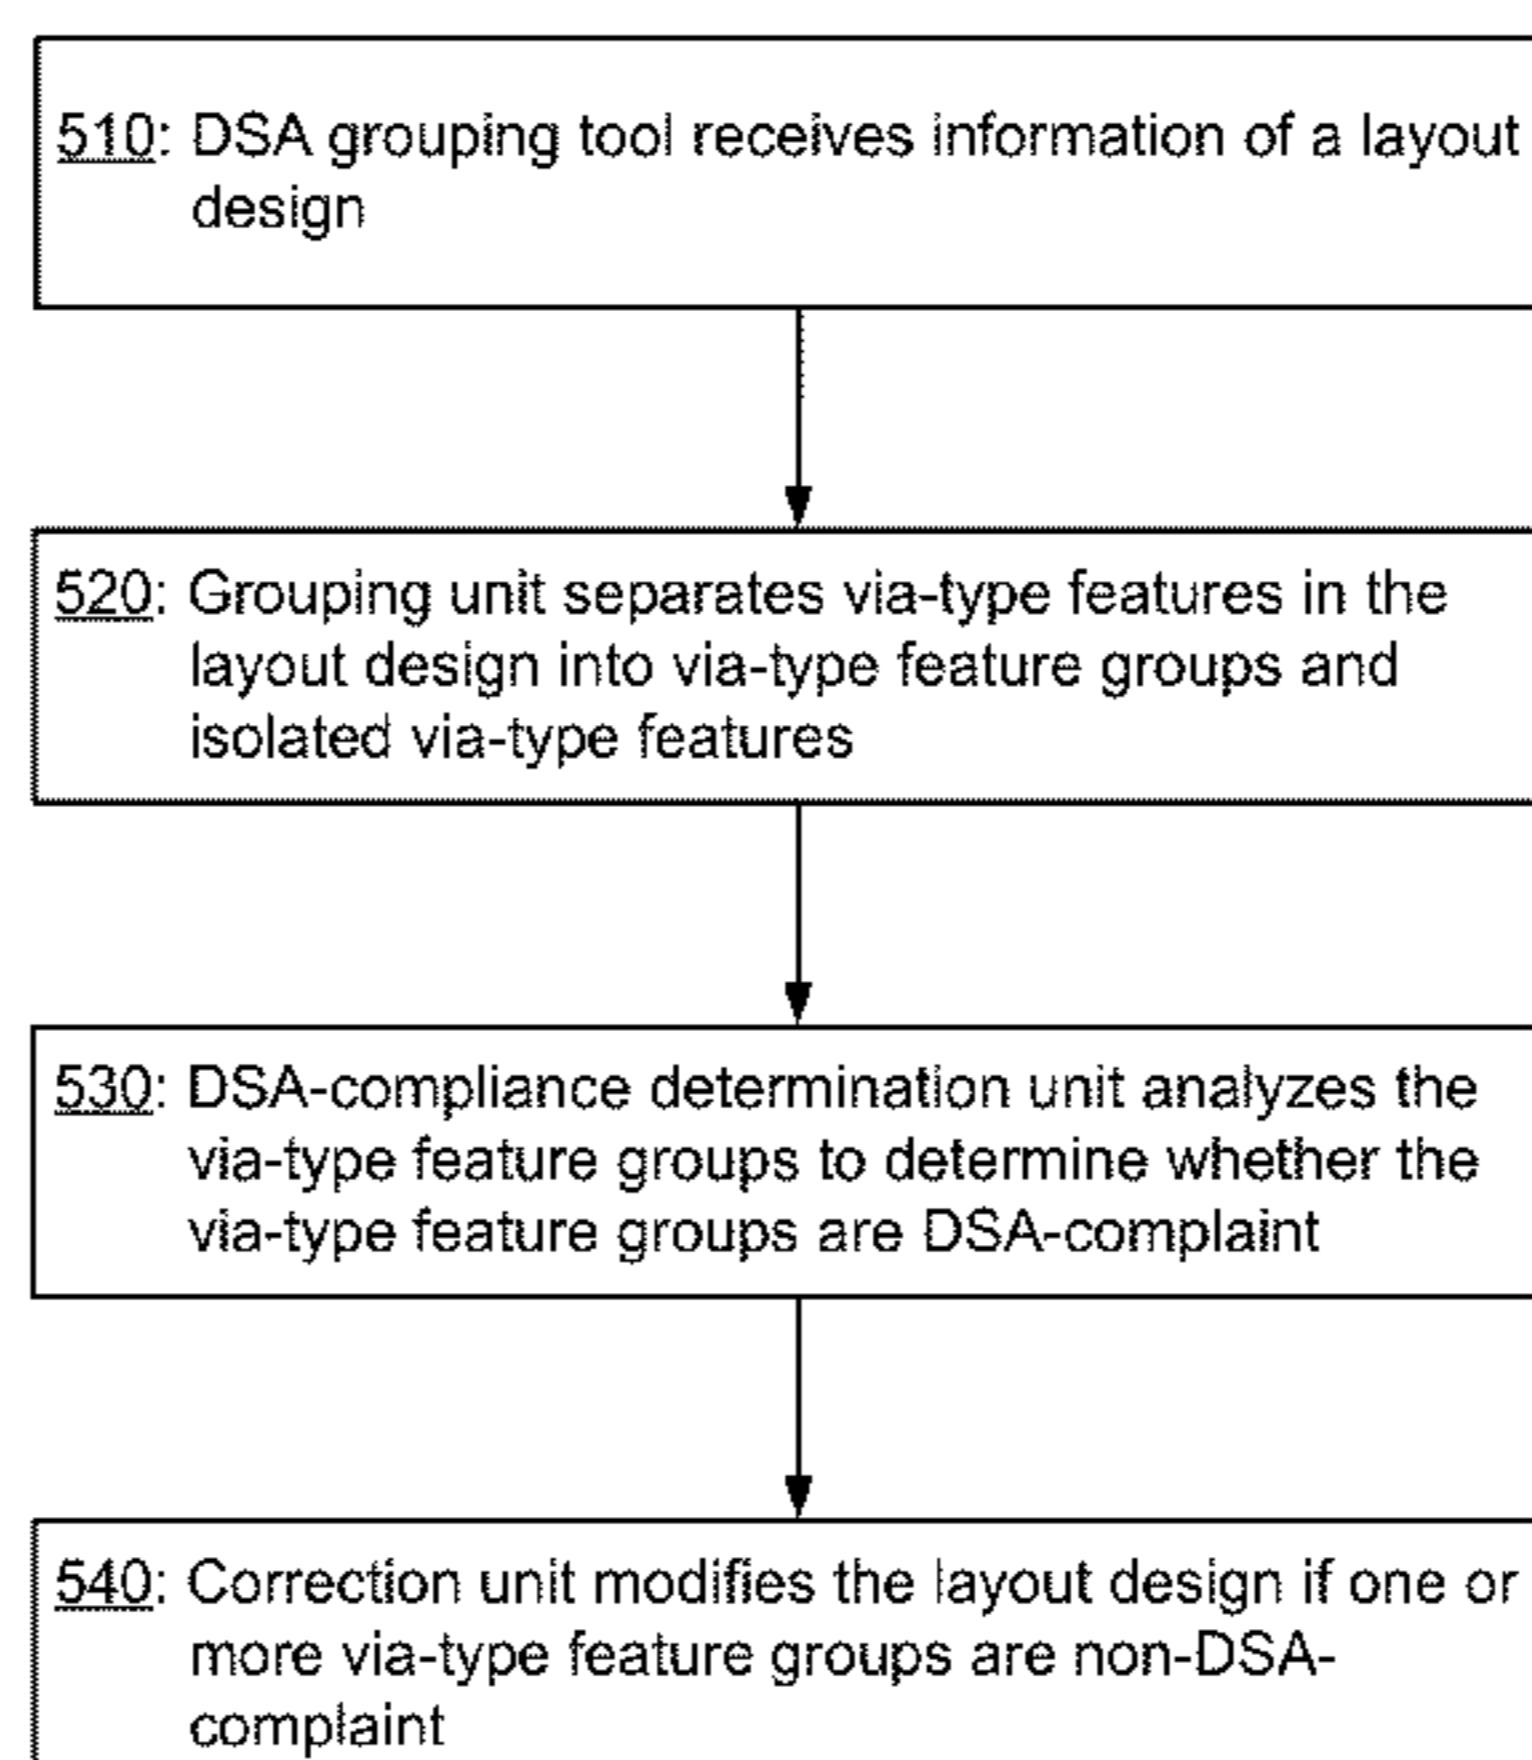 510: DSA grouping tool receives information of a layout
design
520: Grouping unit separates via-type features in the
layout design into via-type feature groups and
isolated via-type features
530: DSA-compliance determination unit analyzes the
via-type feature groups to determine whether the
via-type feature groups are DSA-complaint
540: Correction unit modifies the layout design if one or
more via-type feature groups are non-DSA-
complaint